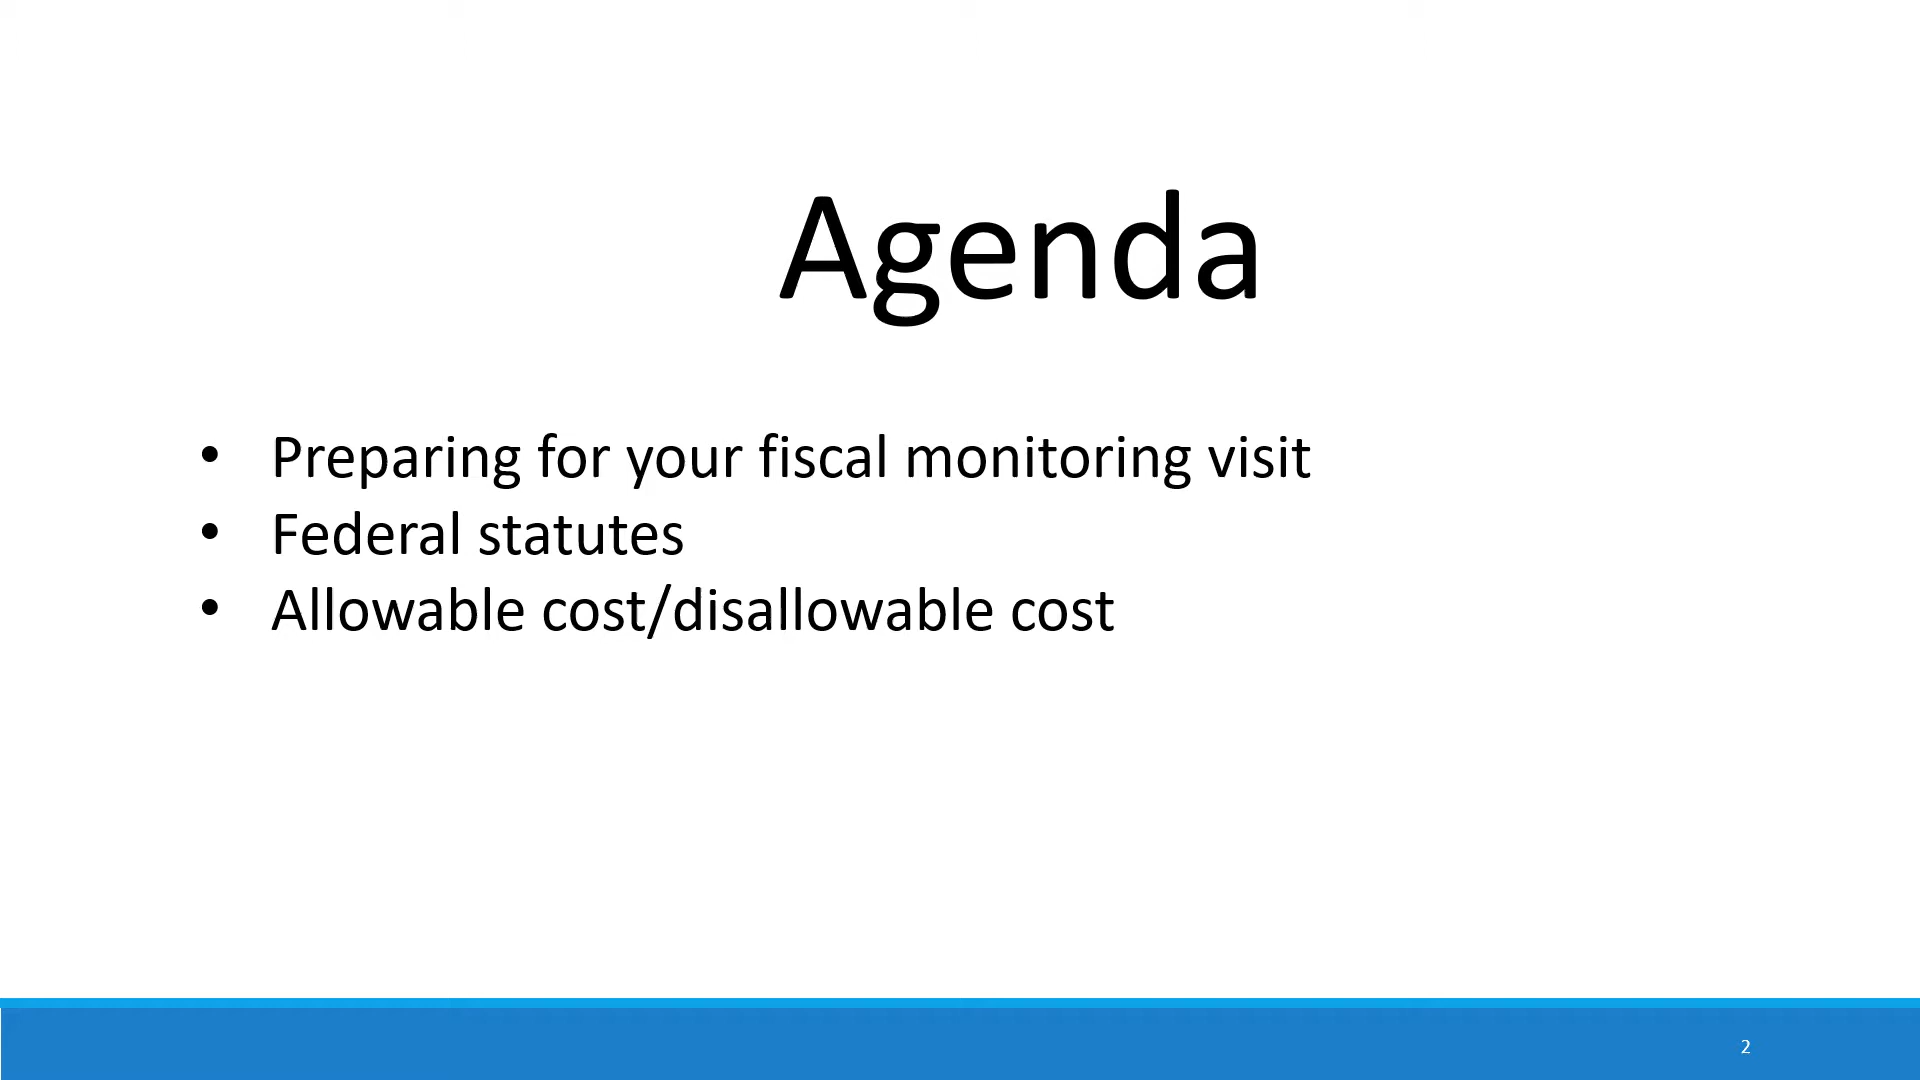 Agenda
• Preparing for your fiscal monitoring visit
• Federal statutes
• Allowable cost/disallowable cost
2